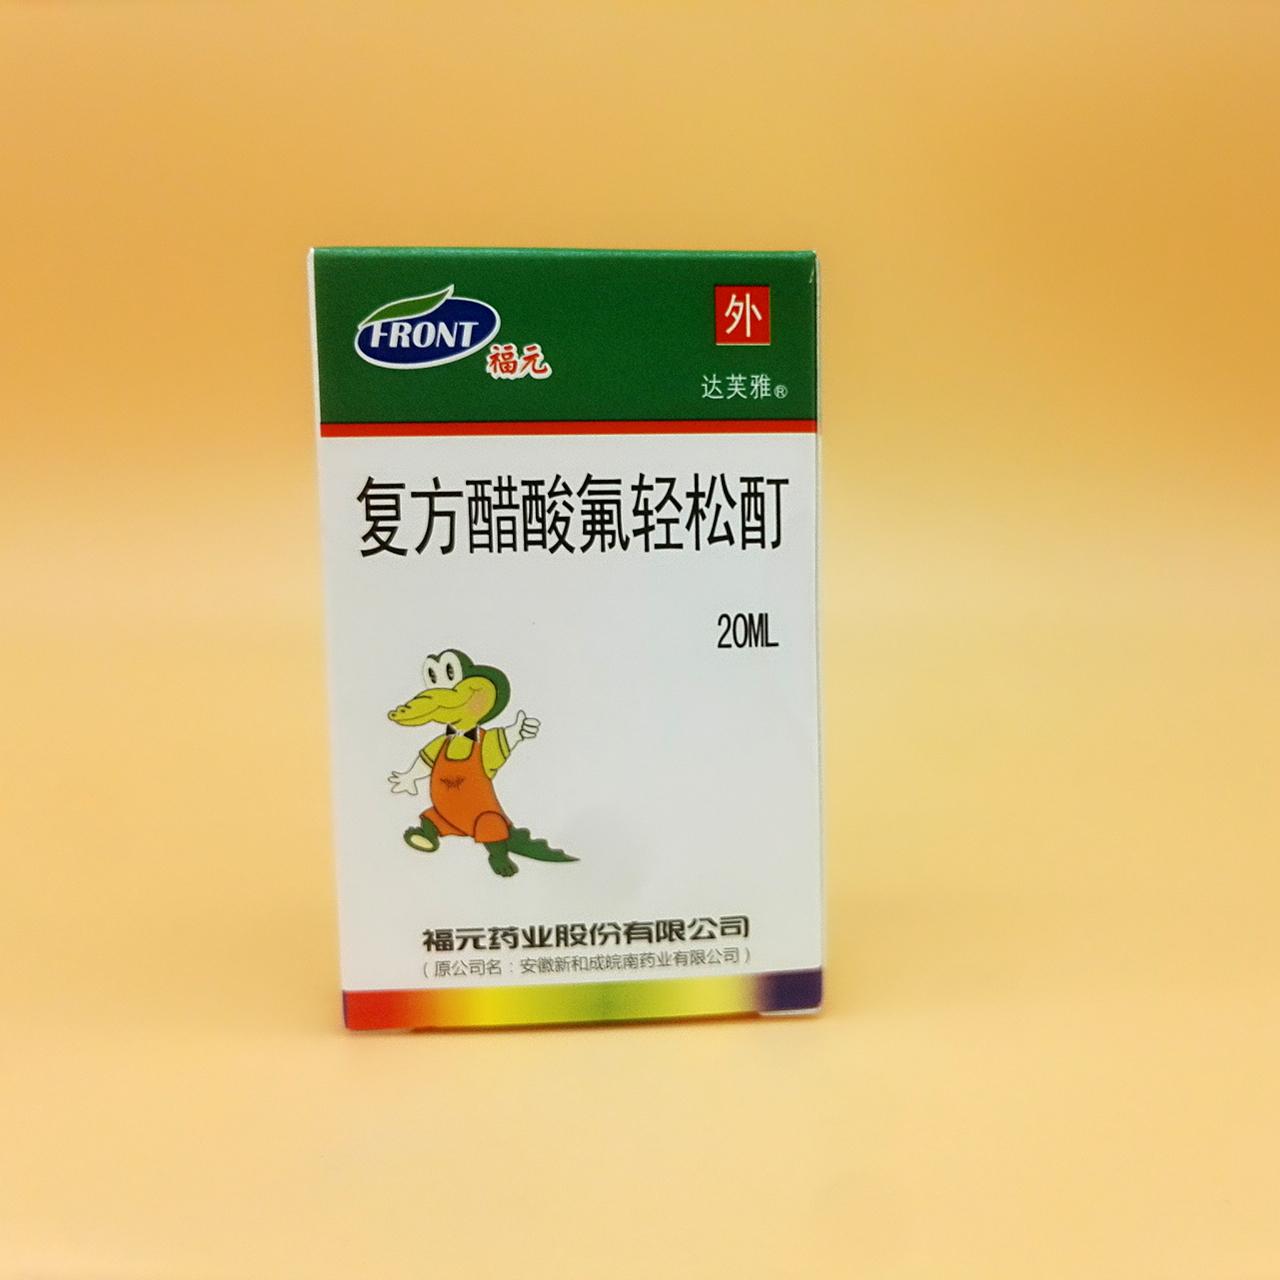 FRONT
福元
外
达芙雅®
复方醋酸氟轻松酊
20ML
福元药业股份有限公司
(原公司名：安徽新和成皖南药业有限公司)